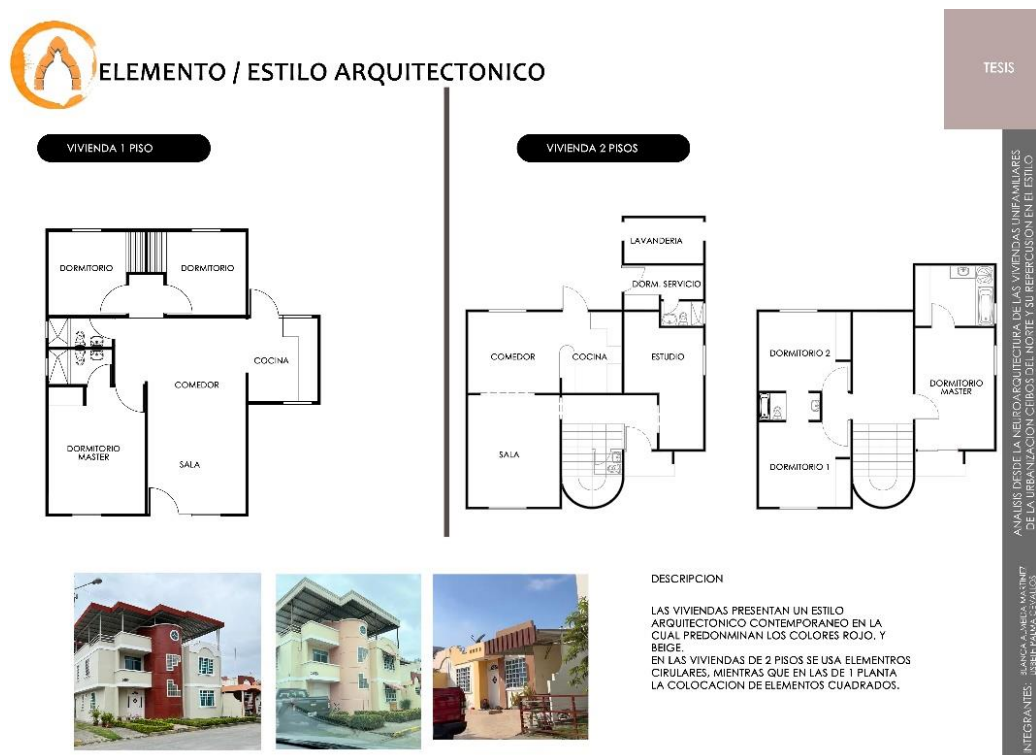 ELEMENTO / ESTILO ARQUITECTONICO
TESIS
VIVIENDA 1 PISO
DORMITORIO
DORMITORIO
COCINA
COMEDOR
DORMITORIO
MASTER
SALA
VIVIENDA 2 PISOS
LAVANDERIA
DORM. SERVICIO
COMEDOR
COCINA
ESTUDIO
SALA
DORMITORIO 2
DORMITORIO
MASTER
DORMITORIO 1
DESCRIPCION
LAS VIVIENDAS PRESENTAN UN ESTILO
ARQUITECTONICO CONTEMPORANEO EN LA
CUAL PREDONMINAN LOS COLORES ROJO, Y
BEIGE.
EN LAS VIVIENDAS DE 2 PISOS SE USA ELEMENTROS
CIRULARES, MIENTRAS QUE EN LAS DE 1 PLANTA
LA COLOCACION DE ELEMENTOS CUADRADOS.
ANALISIS DESDE LA NEUROARQUITECTURA DE LAS VIVIENDAS UNIFAMILIARES
DE LA URBANIZACION CEIBOS DEL NORTE Y SU REPERCUSION EN EL ESTILO
INTEGRANTES: